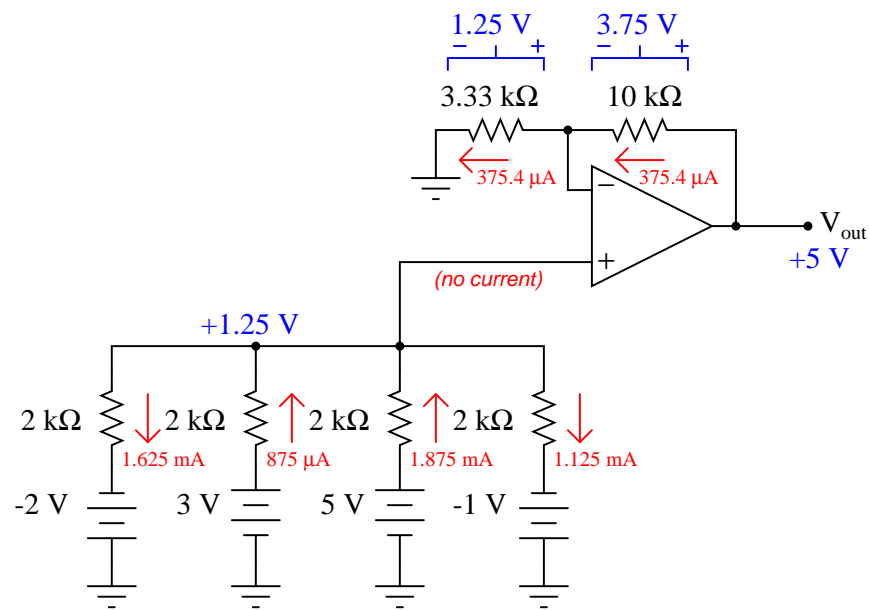 1.25 V 3.75 V
− + − +
3.33 kΩ 10 kΩ
375.4 μA 375.4 μA
−
V_out
+
+5 V
(no current)
+1.25 V
2 kΩ 2 kΩ 2 kΩ 2 kΩ
1.625 mA 875 μA 1.875 mA 1.125 mA
-2 V 3 V 5 V -1 V